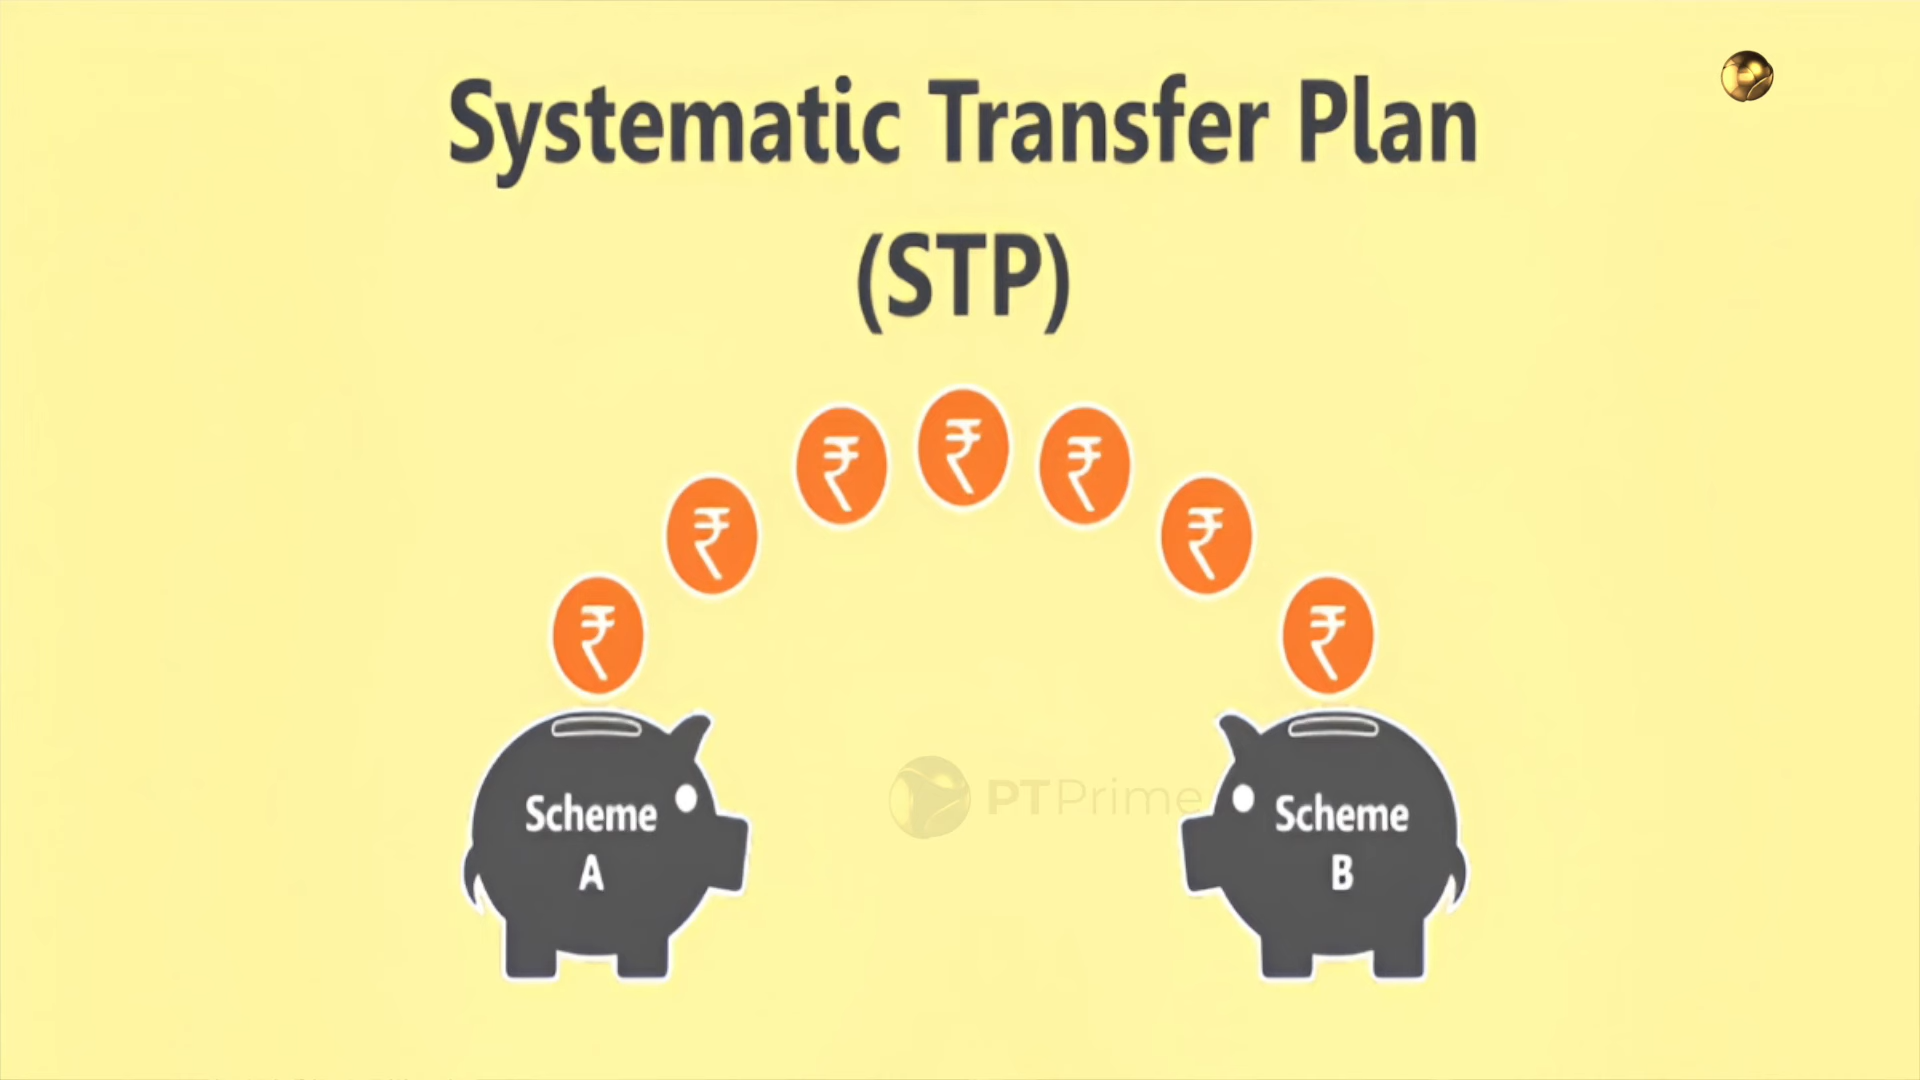 Systematic Transfer Plan
(STP)
₹ ₹ ₹ ₹ ₹ ₹ ₹
Scheme
A
PTPrime
Scheme
B